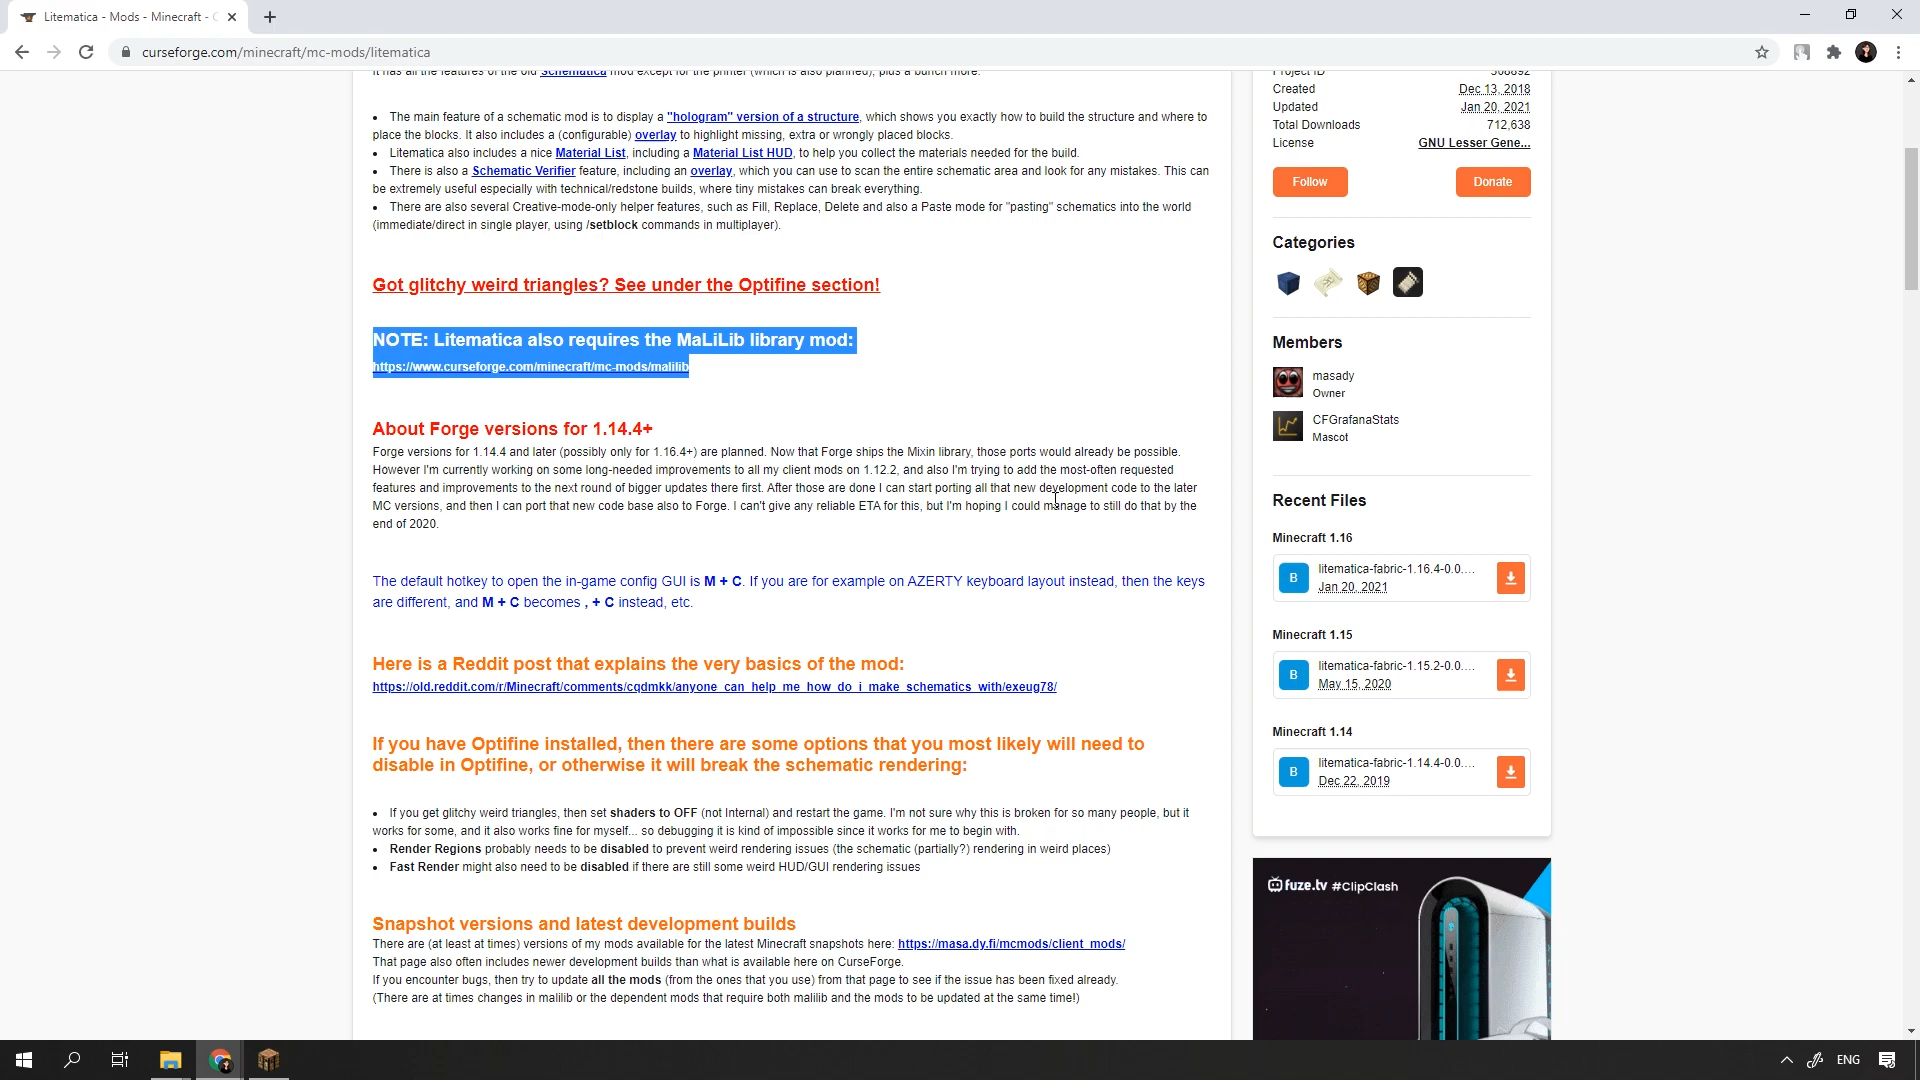 Litematica - Mods - Minecraft -
curseforge.com/minecraft/mc-mods/litematica
It has all the features of the old Schematica mod except for the printer (which is also planned), plus a bunch more.
• The main feature of a schematic mod is to display a "hologram" version of a structure, which shows you exactly how to build the structure and where to
place the blocks. It also includes a (configurable) overlay to highlight missing, extra or wrongly placed blocks.
• Litematica also includes a nice Material List, including a Material List HUD, to help you collect the materials needed for the build.
• There is also a Schematic Verifier feature, including an overlay, which you can use to scan the entire schematic area and look for any mistakes. This can
be extremely useful especially with technical/redstone builds, where tiny mistakes can break everything.
• There are also several Creative-mode-only helper features, such as Fill, Replace, Delete and also a Paste mode for "pasting" schematics into the world
(immediate/direct in single player, using /setblock commands in multiplayer).
Got glitchy weird triangles? See under the Optifine section!
NOTE: Litematica also requires the MaLiLib library mod:
https://www.curseforge.com/minecraft/mc-mods/malilib
About Forge versions for 1.14.4+
Forge versions for 1.14.4 and later (possibly only for 1.16.4+) are planned. Now that Forge ships the Mixin library, those ports would already be possible.
However I'm currently working on some long-needed improvements to all my client mods on 1.12.2, and also I'm trying to add the most-often requested
features and improvements to the next round of bigger updates there first. After those are done I can start porting all that new development code to the later
MC versions, and then I can port that new code base also to Forge. I can't give any reliable ETA for this, but I'm hoping I could manage to still do that by the
end of 2020.
The default hotkey to open the in-game config GUI is M + C. If you are for example on AZERTY keyboard layout instead, then the keys
are different, and M + C becomes , + C instead, etc.
Here is a Reddit post that explains the very basics of the mod:
https://old.reddit.com/r/Minecraft/comments/cqdmkk/anyone_can_help_me_how_do_i_make_schematics_with/exeug78/
If you have Optifine installed, then there are some options that you most likely will need to
disable in Optifine, or otherwise it will break the schematic rendering:
• If you get glitchy weird triangles, then set shaders to OFF (not Internal) and restart the game. I'm not sure why this is broken for so many people, but it
works for some, and it also works fine for myself... so debugging it is kind of impossible since it works for me to begin with.
• Render Regions probably needs to be disabled to prevent weird rendering issues (the schematic (partially?) rendering in weird places)
• Fast Render might also need to be disabled if there are still some weird HUD/GUI rendering issues
Snapshot versions and latest development builds
There are (at least at times) versions of my mods available for the latest Minecraft snapshots here: https://masa.dy.fi/mcmods/client_mods/
That page also often includes newer development builds than what is available here on CurseForge.
If you encounter bugs, then try to update all the mods (from the ones that you use) from that page to see if the issue has been fixed already.
(There are at times changes in malilib or the dependent mods that require both malilib and the mods to be updated at the same time!)
Project ID 308892
Created Dec 13, 2018
Updated Jan 20, 2021
Total Downloads 712,638
License GNU Lesser Gene...
Follow Donate
Categories
Members
masady
Owner
CFGrafanaStats
Mascot
Recent Files
Minecraft 1.16
B litematica-fabric-1.16.4-0.0....
Jan 20, 2021
Minecraft 1.15
B litematica-fabric-1.15.2-0.0....
May 15, 2020
Minecraft 1.14
B litematica-fabric-1.14.4-0.0....
Dec 22, 2019
fuze.tv #ClipClash
ENG